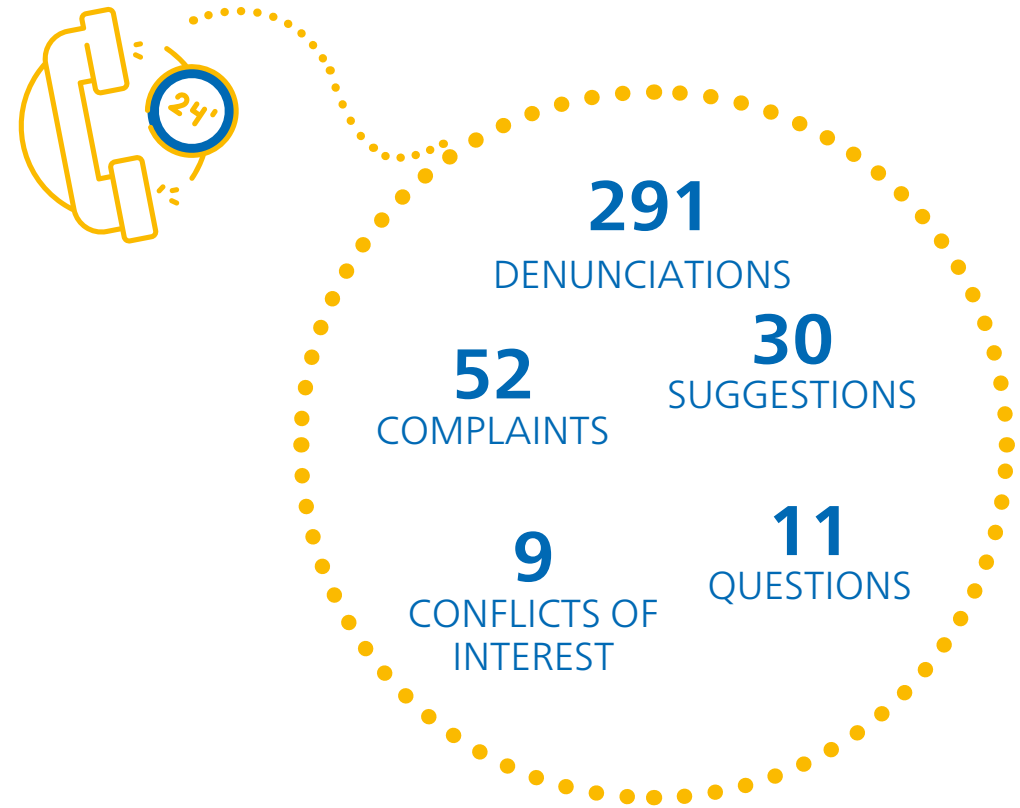 24'
291
DENUNCIATIONS
30
SUGGESTIONS
52
COMPLAINTS
11
QUESTIONS
9
CONFLICTS OF
INTEREST